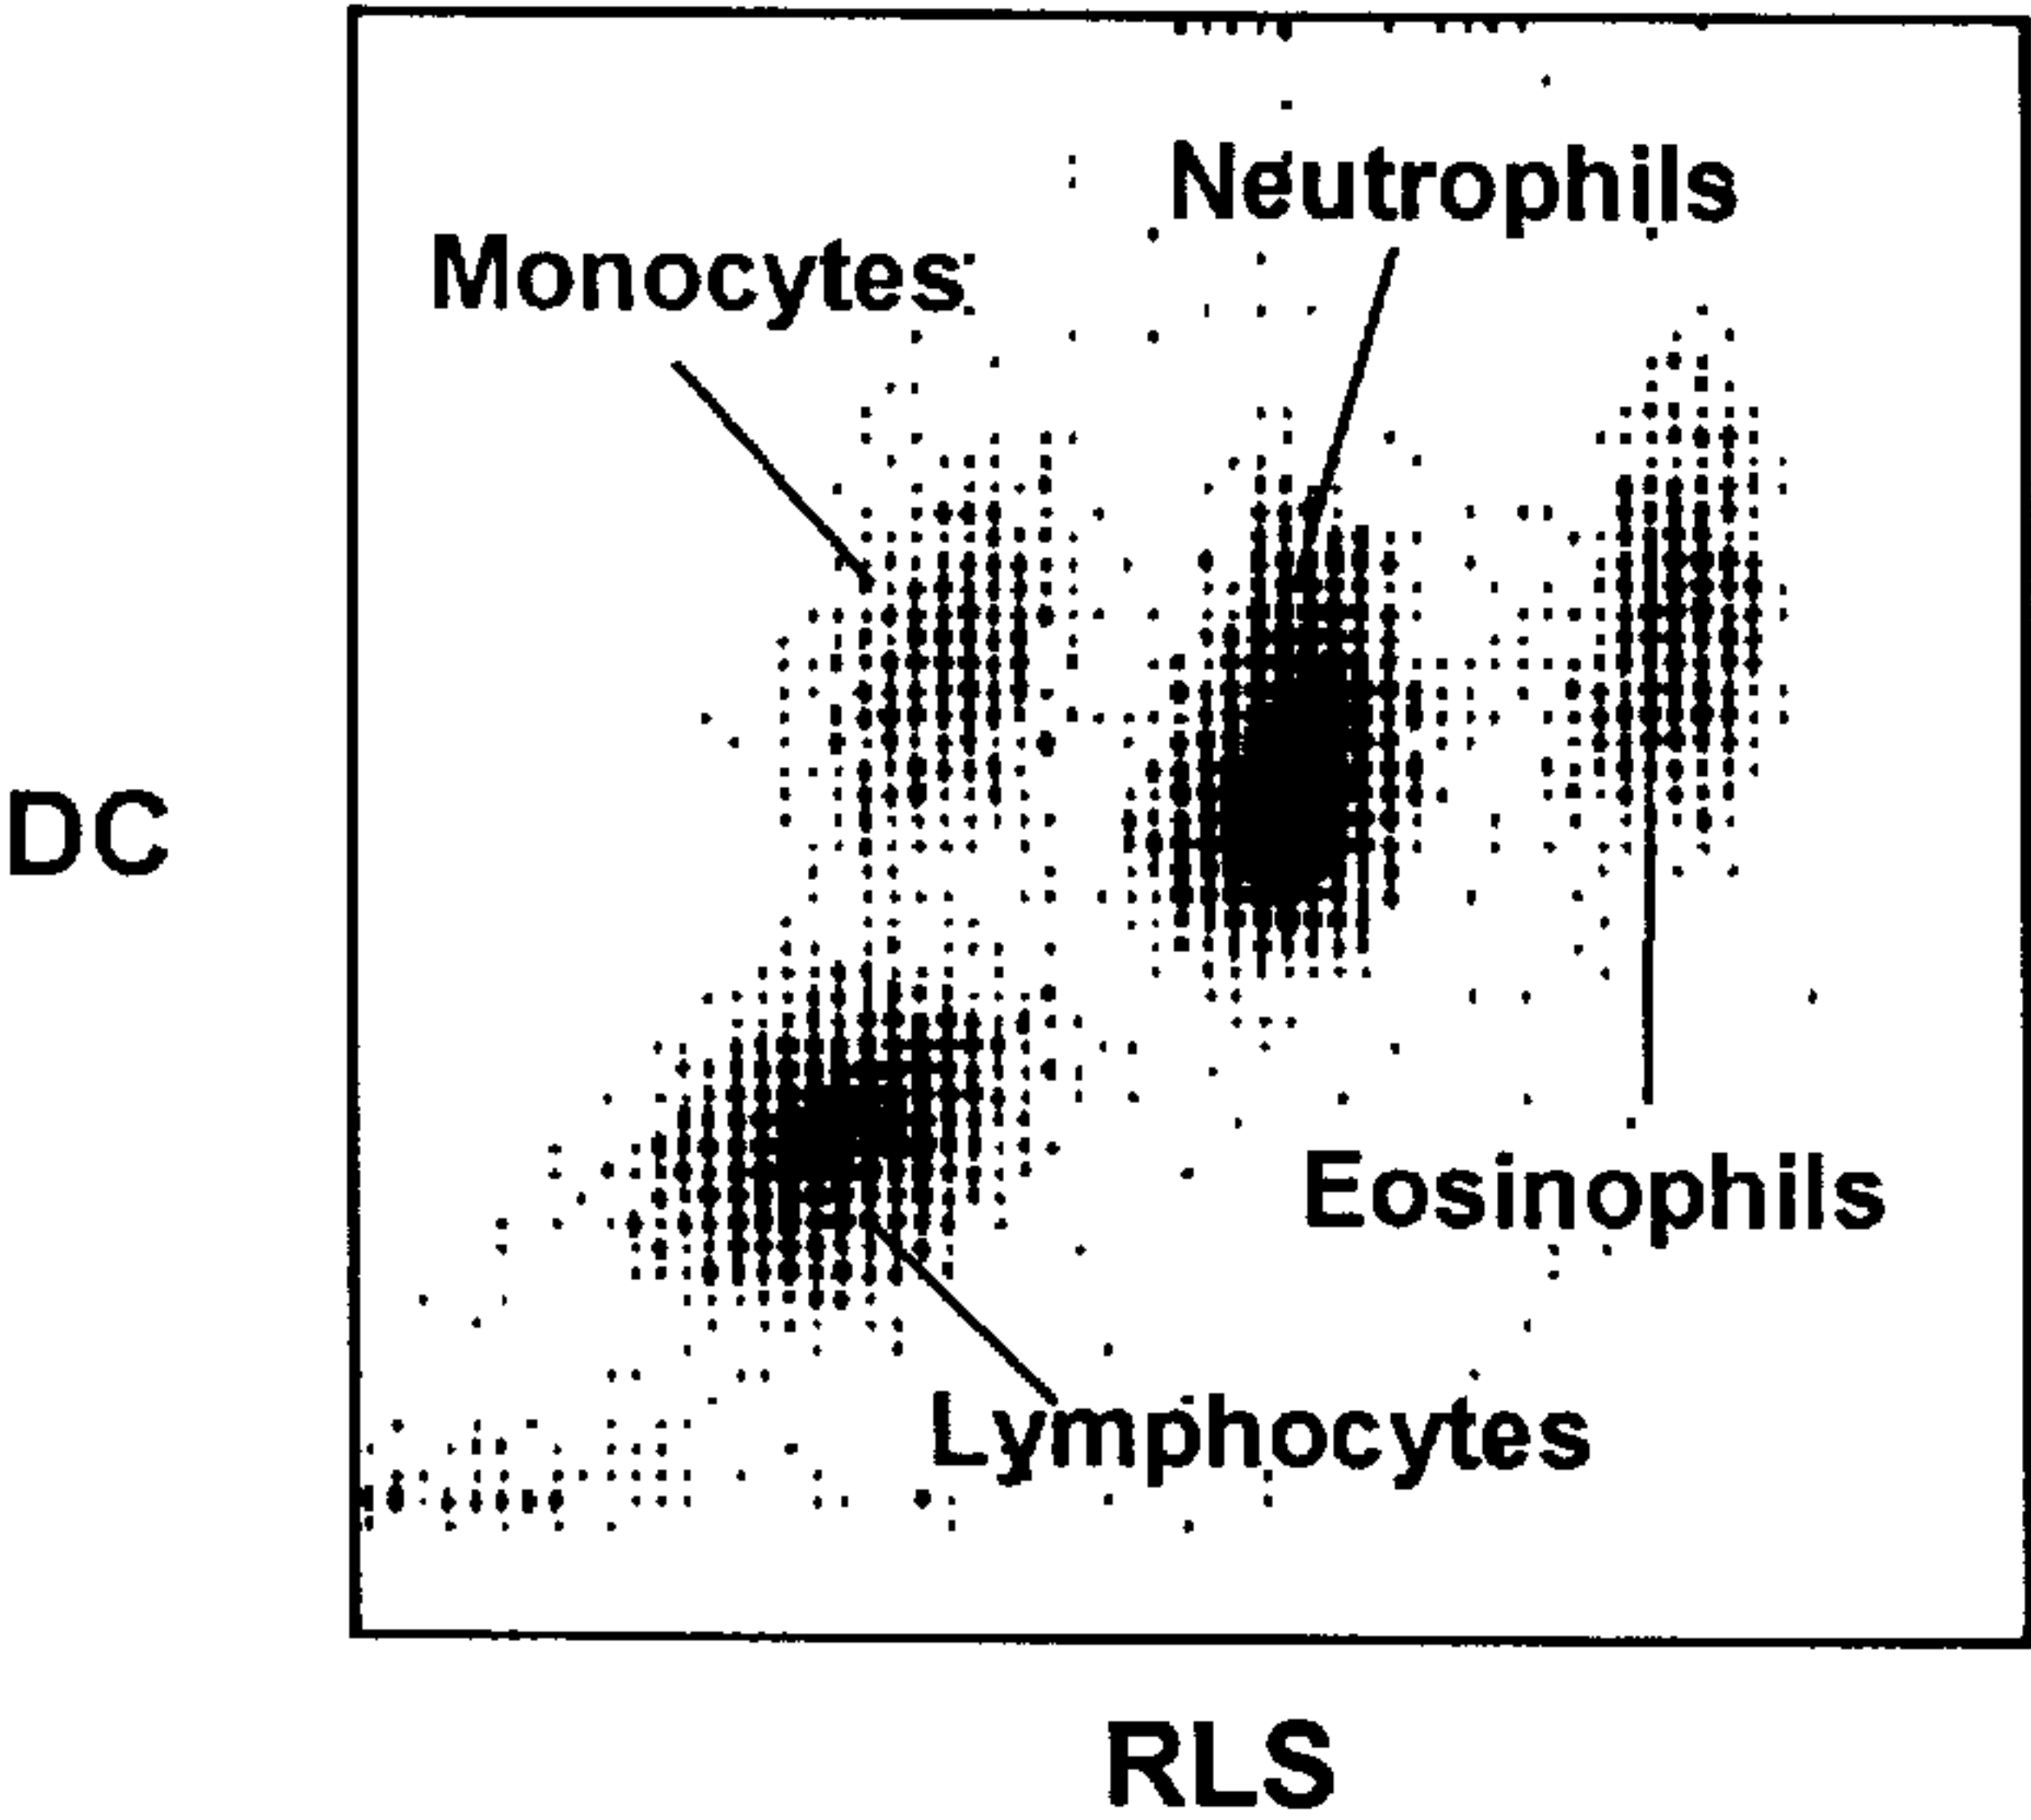 Neutrophils
Monocytes
DC
Eosinophils
Lymphocytes
RLS